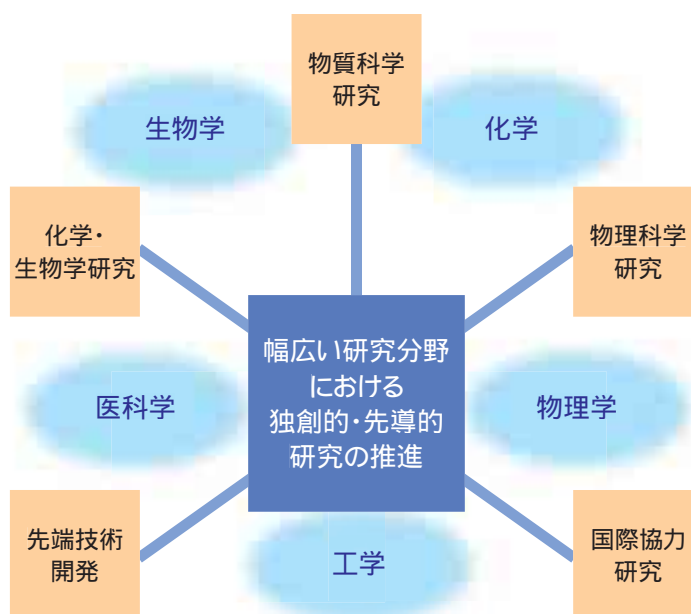 物質科学
研究
生物学
化学
化学・
生物学研究
物理科学
研究
幅広い研究分野
における
独創的・先導的
研究の推進
医科学
物理学
先端技術
開発
工学
国際協力
研究